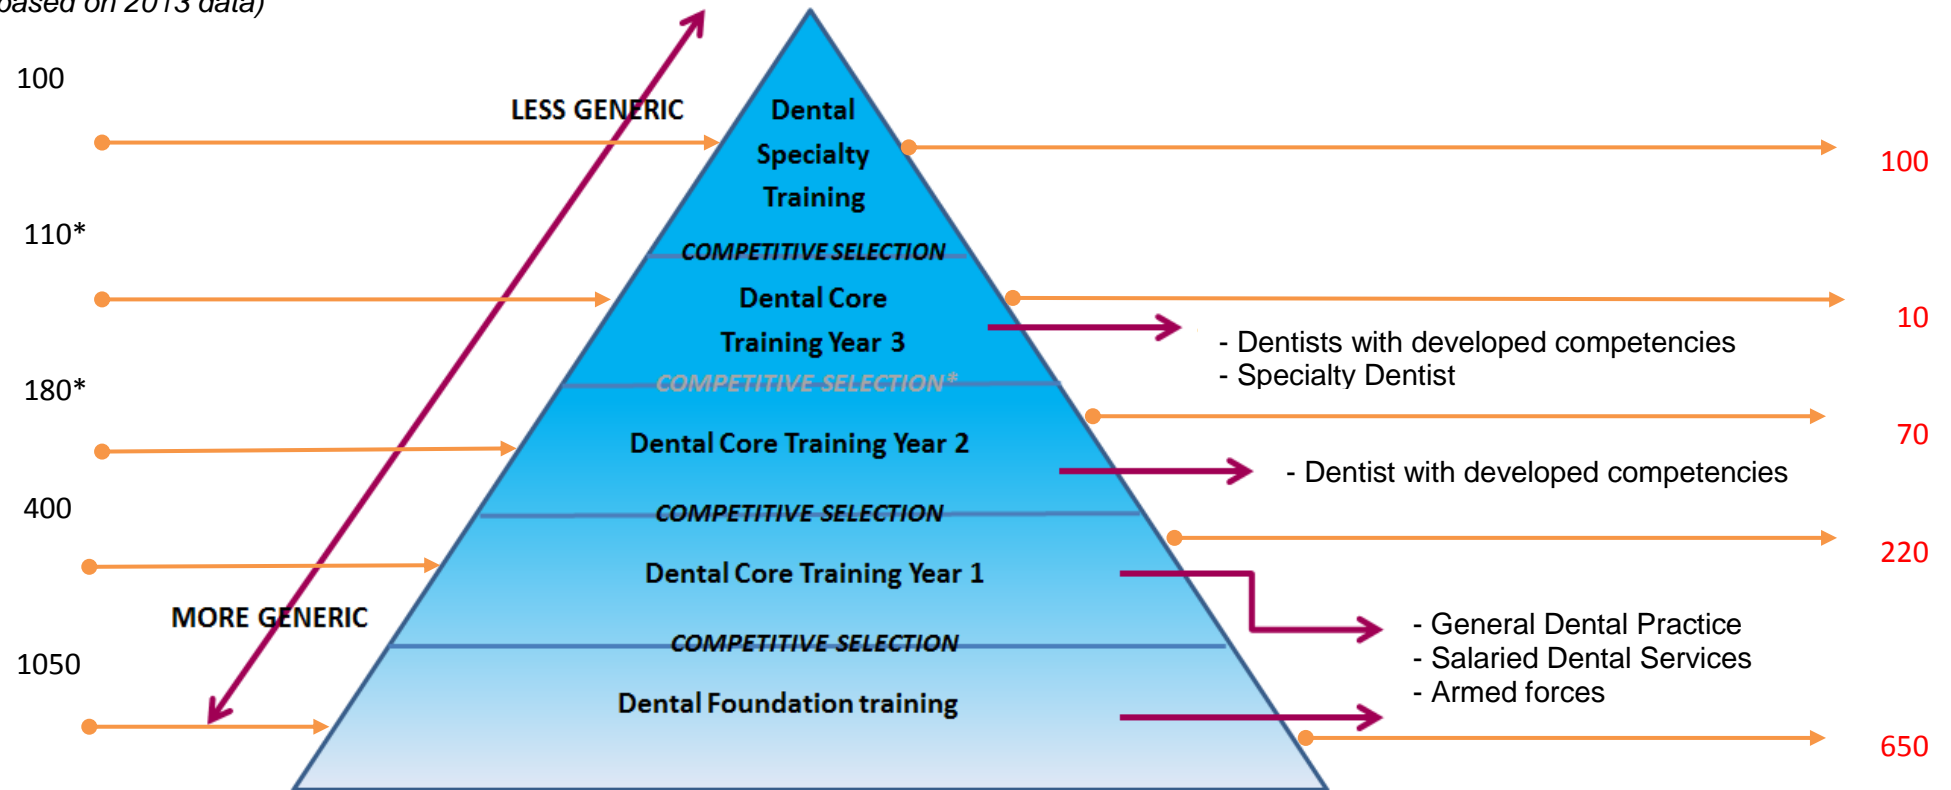 based on 2013 data)
100
LESS GENERIC
Dental
Specialty
Training
100
110*
COMPETITIVE SELECTION
Dental Core
Training Year 3
10
- Dentists with developed competencies
- Specialty Dentist
180*
COMPETITIVE SELECTION*
70
Dental Core Training Year 2
- Dentist with developed competencies
400
COMPETITIVE SELECTION
220
Dental Core Training Year 1
MORE GENERIC
- General Dental Practice
- Salaried Dental Services
- Armed forces
1050
COMPETITIVE SELECTION
Dental Foundation training
650